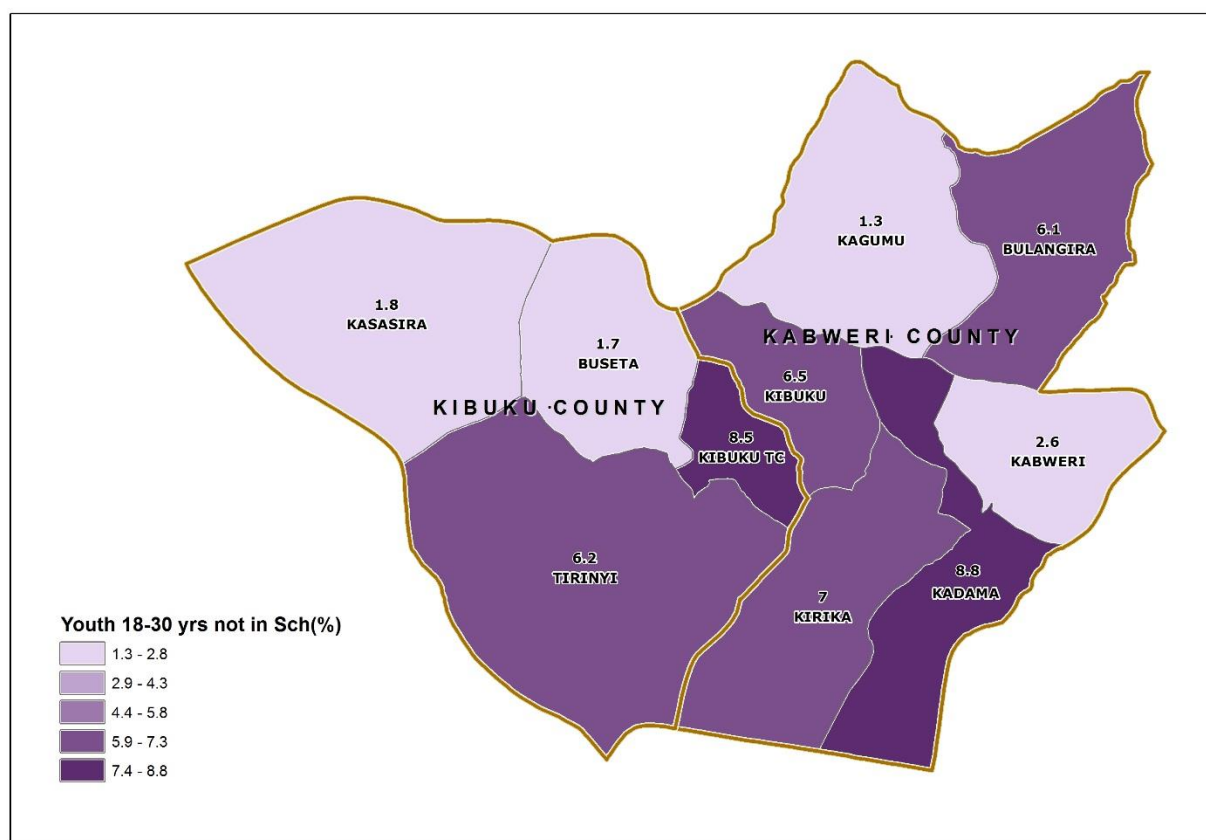 1.3
KAGUMU
6.1
BULANGIRA
1.8
KASASIRA
1.7
BUSETA
KABWERI COUNTY
6.5
KIBUKU
KIBUKU COUNTY
8.5
KIBUKU TC
2.6
KABWERI
6.2
TIRINYI
7
KIRIKA
8.8
KADAMA
Youth 18-30 yrs not in Sch(%)
1.3 - 2.8
2.9 - 4.3
4.4 - 5.8
5.9 - 7.3
7.4 - 8.8